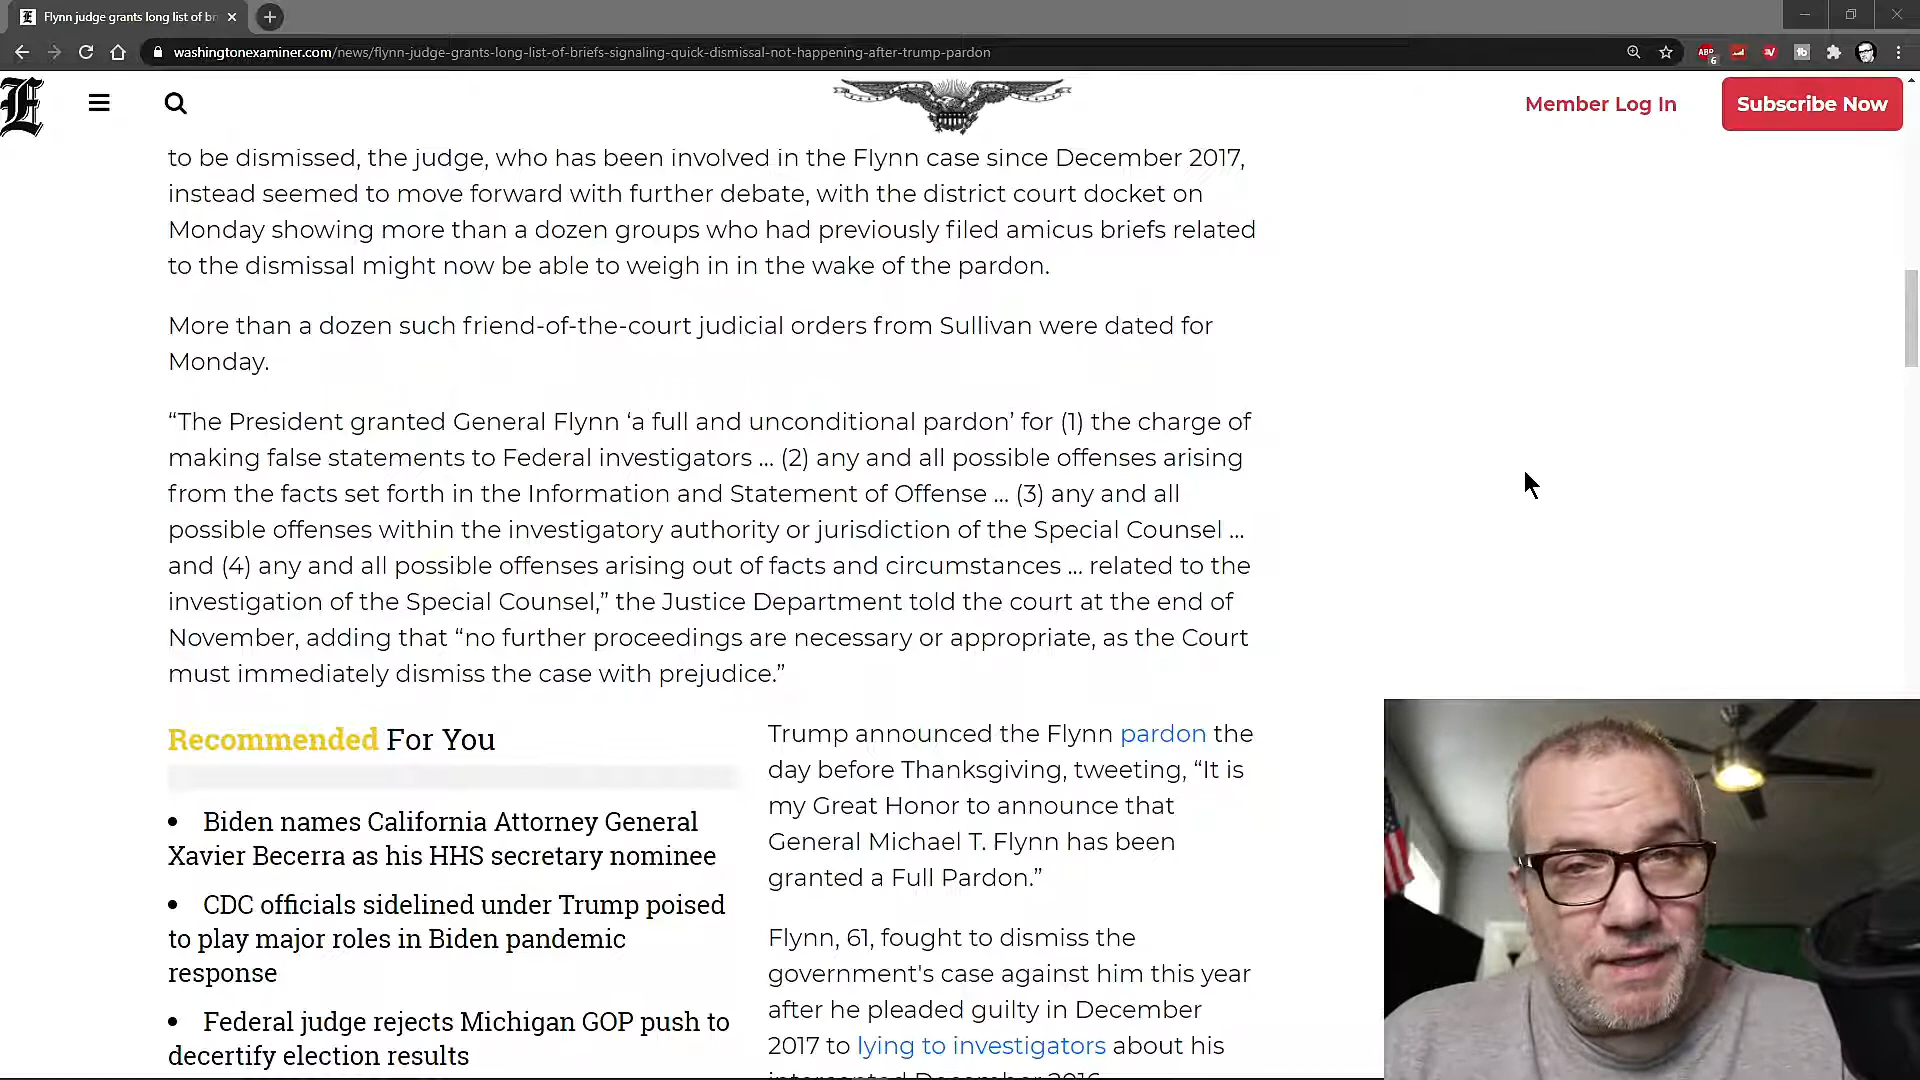 Flynn judge grants long list of br
washingtonexaminer.com/news/flynn-judge-grants-long-list-of-briefs-signaling-quick-dismissal-not-happening-after-trump-pardon
ABP
6
E
Member Log In
Subscribe Now
to be dismissed, the judge, who has been involved in the Flynn case since December 2017,
instead seemed to move forward with further debate, with the district court docket on
Monday showing more than a dozen groups who had previously filed amicus briefs related
to the dismissal might now be able to weigh in in the wake of the pardon.
More than a dozen such friend-of-the-court judicial orders from Sullivan were dated for
Monday.
“The President granted General Flynn ‘a full and unconditional pardon’ for (1) the charge of
making false statements to Federal investigators ... (2) any and all possible offenses arising
from the facts set forth in the Information and Statement of Offense ... (3) any and all
possible offenses within the investigatory authority or jurisdiction of the Special Counsel ...
and (4) any and all possible offenses arising out of facts and circumstances ... related to the
investigation of the Special Counsel,” the Justice Department told the court at the end of
November, adding that “no further proceedings are necessary or appropriate, as the Court
must immediately dismiss the case with prejudice.”
Recommended For You
• Biden names California Attorney General
Xavier Becerra as his HHS secretary nominee
• CDC officials sidelined under Trump poised
to play major roles in Biden pandemic
response
• Federal judge rejects Michigan GOP push to
decertify election results
Trump announced the Flynn pardon the
day before Thanksgiving, tweeting, “It is
my Great Honor to announce that
General Michael T. Flynn has been
granted a Full Pardon.”
Flynn, 61, fought to dismiss the
government's case against him this year
after he pleaded guilty in December
2017 to lying to investigators about his